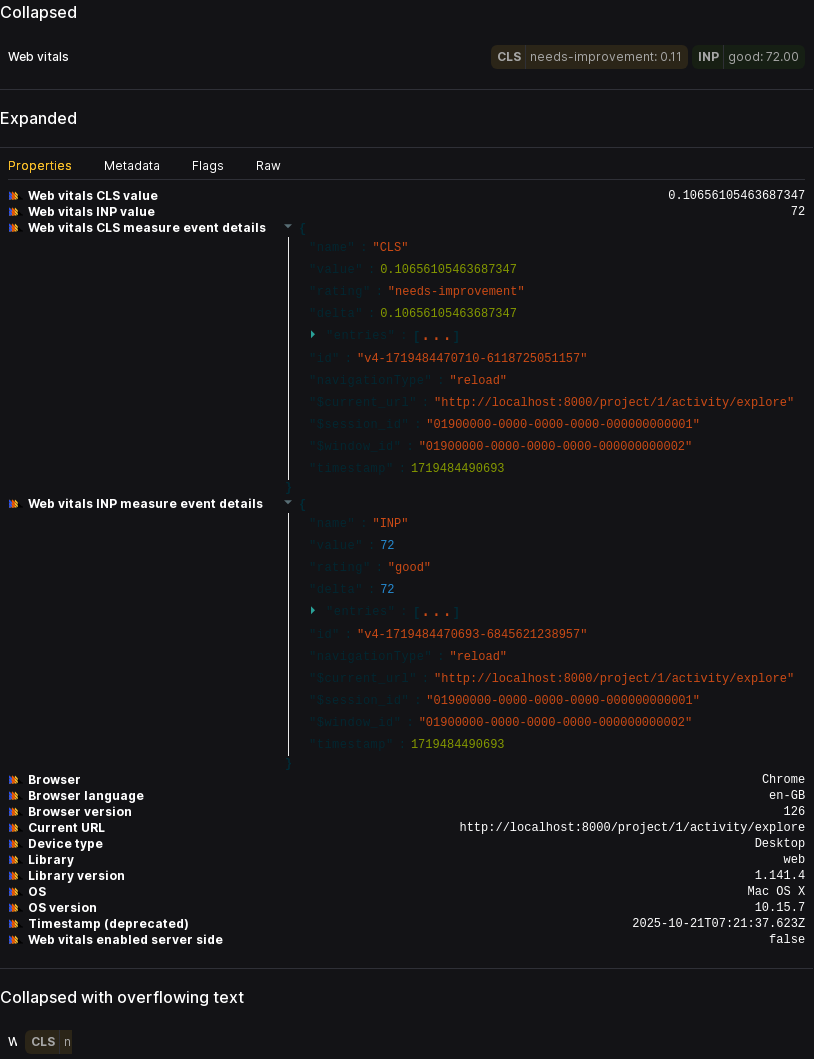 Collapsed
Web vitals CLS needs-improvement: 0.11 INP good: 72.00
Expanded
Properties Metadata Flags Raw
Web vitals CLS value 0.10656105463687347
Web vitals INP value 72
Web vitals CLS measure event details {
"name" : "CLS"
"value" : 0.10656105463687347
"rating" : "needs-improvement"
"delta" : 0.10656105463687347
"entries" : [...]
"id" : "v4-1719484470710-6118725051157"
"navigationType" : "reload"
"$current_url" : "http://localhost:8000/project/1/activity/explore"
"$session_id" : "01900000-0000-0000-0000-000000000001"
"$window_id" : "01900000-0000-0000-0000-000000000002"
"timestamp" : 1719484490693
}
Web vitals INP measure event details {
"name" : "INP"
"value" : 72
"rating" : "good"
"delta" : 72
"entries" : [...]
"id" : "v4-1719484470693-6845621238957"
"navigationType" : "reload"
"$current_url" : "http://localhost:8000/project/1/activity/explore"
"$session_id" : "01900000-0000-0000-0000-000000000001"
"$window_id" : "01900000-0000-0000-0000-000000000002"
"timestamp" : 1719484490693
}
Browser Chrome
Browser language en-GB
Browser version 126
Current URL http://localhost:8000/project/1/activity/explore
Device type Desktop
Library web
Library version 1.141.4
OS Mac OS X
OS version 10.15.7
Timestamp (deprecated) 2025-10-21T07:21:37.623Z
Web vitals enabled server side false
Collapsed with overflowing text
W CLS n